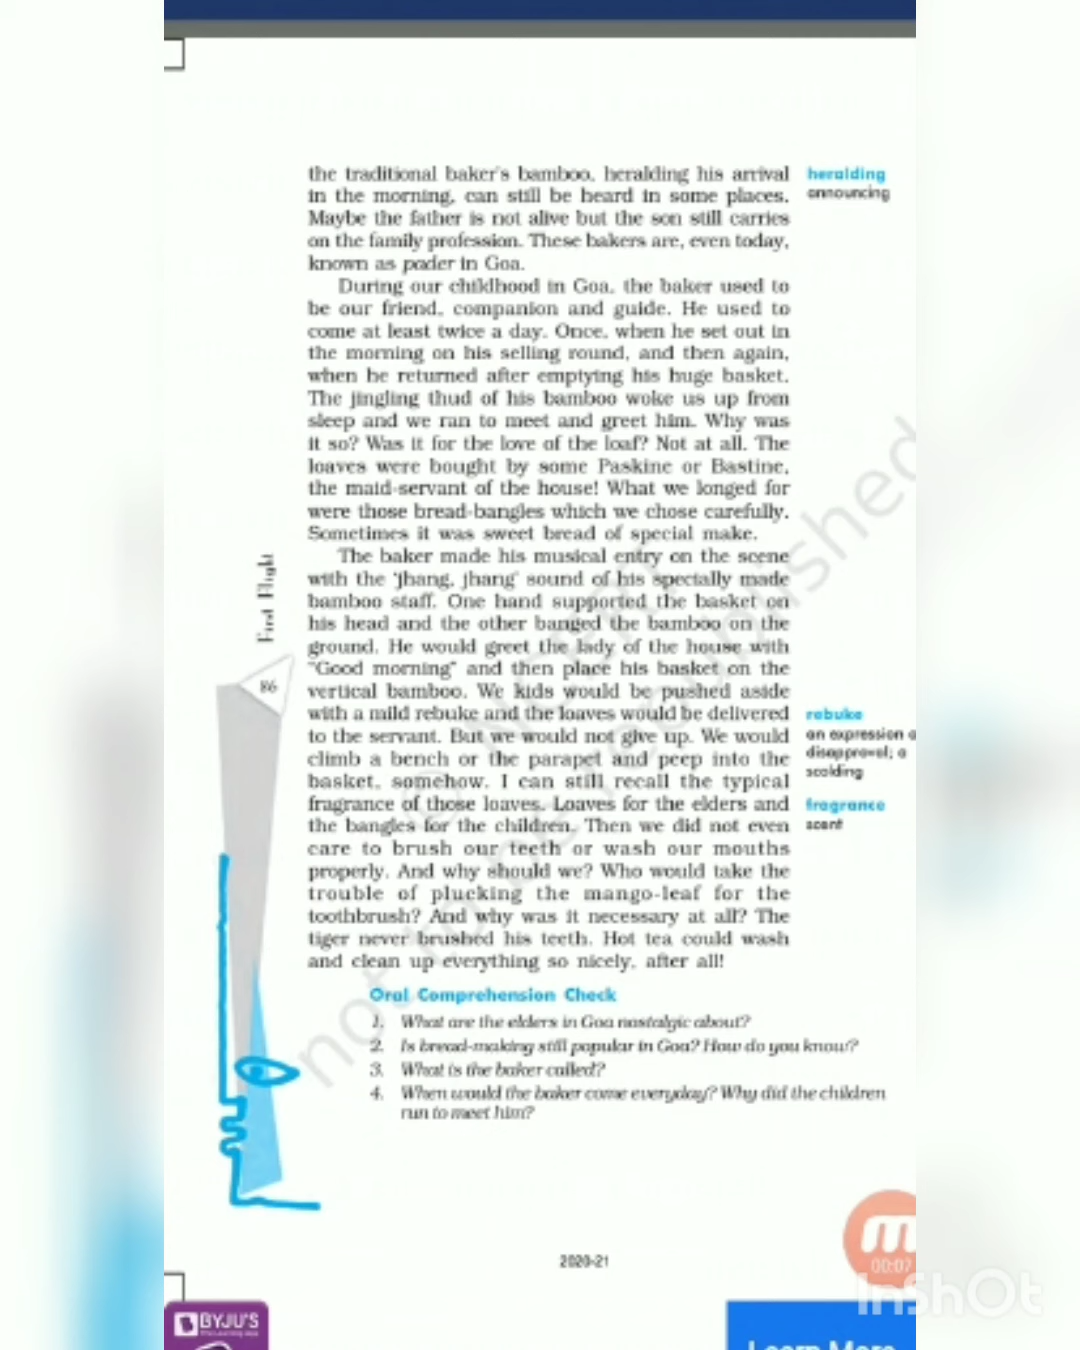 the traditional baker's bamboo, heralding his arrival
in the morning, can still be heard in some places.
Maybe the father is not alive but the son still carries
on the family profession. These bakers are, even today,
known as pader in Goa.
heralding
announcing
During our childhood in Goa, the baker used to
be our friend, companion and guide. He used to
come at least twice a day. Once, when he set out in
the morning on his selling round, and then again,
when he returned after emptying his huge basket.
The jingling thud of his bamboo woke us up from
sleep and we ran to meet and greet him. Why was
it so? Was it for the love of the loaf? Not at all. The
loaves were bought by some Paskine or Bastine,
the maid-servant of the house! What we longed for
were those bread-bangles which we chose carefully.
Sometimes it was sweet bread of special make.
The baker made his musical entry on the scene
with the 'jhang, jhang' sound of his specially made
bamboo staff. One hand supported the basket on
his head and the other banged the bamboo on the
ground. He would greet the lady of the house with
"Good morning" and then place his basket on the
vertical bamboo. We kids would be pushed aside
with a mild rebuke and the loaves would be delivered
to the servant. But we would not give up. We would
climb a bench or the parapet and peep into the
basket, somehow. I can still recall the typical
fragrance of those loaves. Loaves for the elders and
the bangles for the children. Then we did not even
care to brush our teeth or wash our mouths
properly. And why should we? Who would take the
trouble of plucking the mango-leaf for the
toothbrush? And why was it necessary at all? The
tiger never brushed his teeth. Hot tea could wash
and clean up everything so nicely, after all!
rebuke
an expression o
disapproval; a
scolding
fragrance
scent
First Flight
86
Oral Comprehension Check
1. What are the elders in Goa nostalgic about?
2. Is bread-making still popular in Goa? How do you know?
3. What is the baker called?
4. When would the baker come everyday? Why did the children
run to meet him?
not to be republished
2020-21
00:07
InShOt
BYJU'S
The Learning App
Learn More